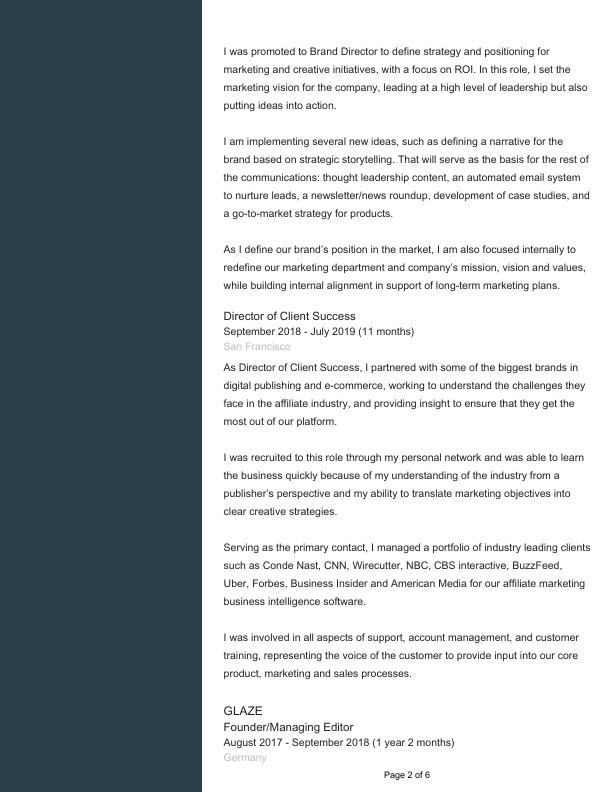 I was promoted to Brand Director to define strategy and positioning for
marketing and creative initiatives, with a focus on ROI. In this role, I set the
marketing vision for the company, leading at a high level of leadership but also
putting ideas into action.
I am implementing several new ideas, such as defining a narrative for the
brand based on strategic storytelling. That will serve as the basis for the rest of
the communications: thought leadership content, an automated email system
to nurture leads, a newsletter/news roundup, development of case studies, and
a go-to-market strategy for products.
As I define our brand’s position in the market, I am also focused internally to
redefine our marketing department and company’s mission, vision and values,
while building internal alignment in support of long-term marketing plans.
Director of Client Success
September 2018 - July 2019 (11 months)
San Francisco
As Director of Client Success, I partnered with some of the biggest brands in
digital publishing and e-commerce, working to understand the challenges they
face in the affiliate industry, and providing insight to ensure that they get the
most out of our platform.
I was recruited to this role through my personal network and was able to learn
the business quickly because of my understanding of the industry from a
publisher’s perspective and my ability to translate marketing objectives into
clear creative strategies.
Serving as the primary contact, I managed a portfolio of industry leading clients
such as Conde Nast, CNN, Wirecutter, NBC, CBS interactive, BuzzFeed,
Uber, Forbes, Business Insider and American Media for our affiliate marketing
business intelligence software.
I was involved in all aspects of support, account management, and customer
training, representing the voice of the customer to provide input into our core
product, marketing and sales processes.
GLAZE
Founder/Managing Editor
August 2017 - September 2018 (1 year 2 months)
Germany
Page 2 of 6